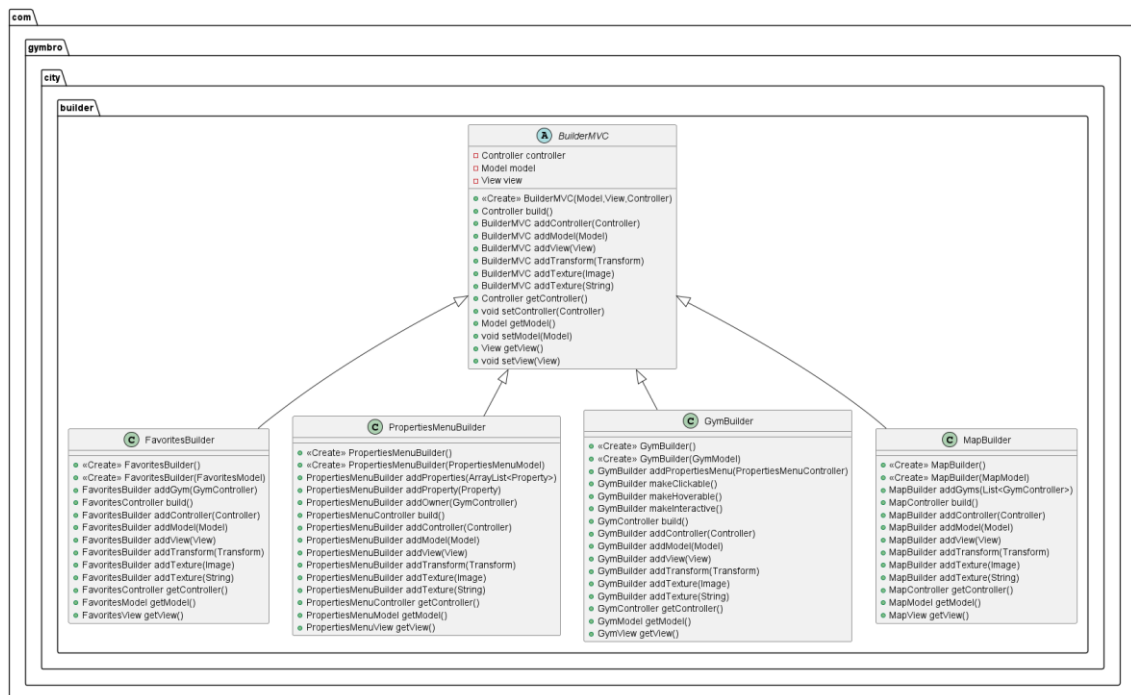 com
gymbro
city
builder
A BuilderMVC
Controller controller
Model model
View view
«Create» BuilderMVC(Model,View,Controller)
Controller build()
BuilderMVC addController(Controller)
BuilderMVC addModel(Model)
BuilderMVC addView(View)
BuilderMVC addTransform(Transform)
BuilderMVC addTexture(Image)
BuilderMVC addTexture(String)
Controller getController()
void setController(Controller)
Model getModel()
void setModel(Model)
View getView()
void setView(View)
C FavoritesBuilder
«Create» FavoritesBuilder()
«Create» FavoritesBuilder(FavoritesModel)
FavoritesBuilder addGym(GymController)
FavoritesController build()
FavoritesBuilder addController(Controller)
FavoritesBuilder addModel(Model)
FavoritesBuilder addView(View)
FavoritesBuilder addTransform(Transform)
FavoritesBuilder addTexture(Image)
FavoritesBuilder addTexture(String)
FavoritesController getController()
FavoritesModel getModel()
FavoritesView getView()
C PropertiesMenuBuilder
«Create» PropertiesMenuBuilder()
«Create» PropertiesMenuBuilder(PropertiesMenuModel)
PropertiesMenuBuilder addProperties(ArrayList<Property>)
PropertiesMenuBuilder addProperty(Property)
PropertiesMenuBuilder addOwner(GymController)
PropertiesMenuController build()
PropertiesMenuBuilder addController(Controller)
PropertiesMenuBuilder addModel(Model)
PropertiesMenuBuilder addView(View)
PropertiesMenuBuilder addTransform(Transform)
PropertiesMenuBuilder addTexture(Image)
PropertiesMenuBuilder addTexture(String)
PropertiesMenuController getController()
PropertiesMenuModel getModel()
PropertiesMenuView getView()
C GymBuilder
«Create» GymBuilder()
«Create» GymBuilder(GymModel)
GymBuilder addPropertiesMenu(PropertiesMenuController)
GymBuilder makeClickable()
GymBuilder makeHoverable()
GymBuilder makeInteractive()
GymController build()
GymBuilder addController(Controller)
GymBuilder addModel(Model)
GymBuilder addView(View)
GymBuilder addTransform(Transform)
GymBuilder addTexture(Image)
GymBuilder addTexture(String)
GymController getController()
GymModel getModel()
GymView getView()
C MapBuilder
«Create» MapBuilder()
«Create» MapBuilder(MapModel)
MapBuilder addGyms(List<GymController>)
MapController build()
MapBuilder addController(Controller)
MapBuilder addModel(Model)
MapBuilder addView(View)
MapBuilder addTransform(Transform)
MapBuilder addTexture(Image)
MapBuilder addTexture(String)
MapController getController()
MapModel getModel()
MapView getView()